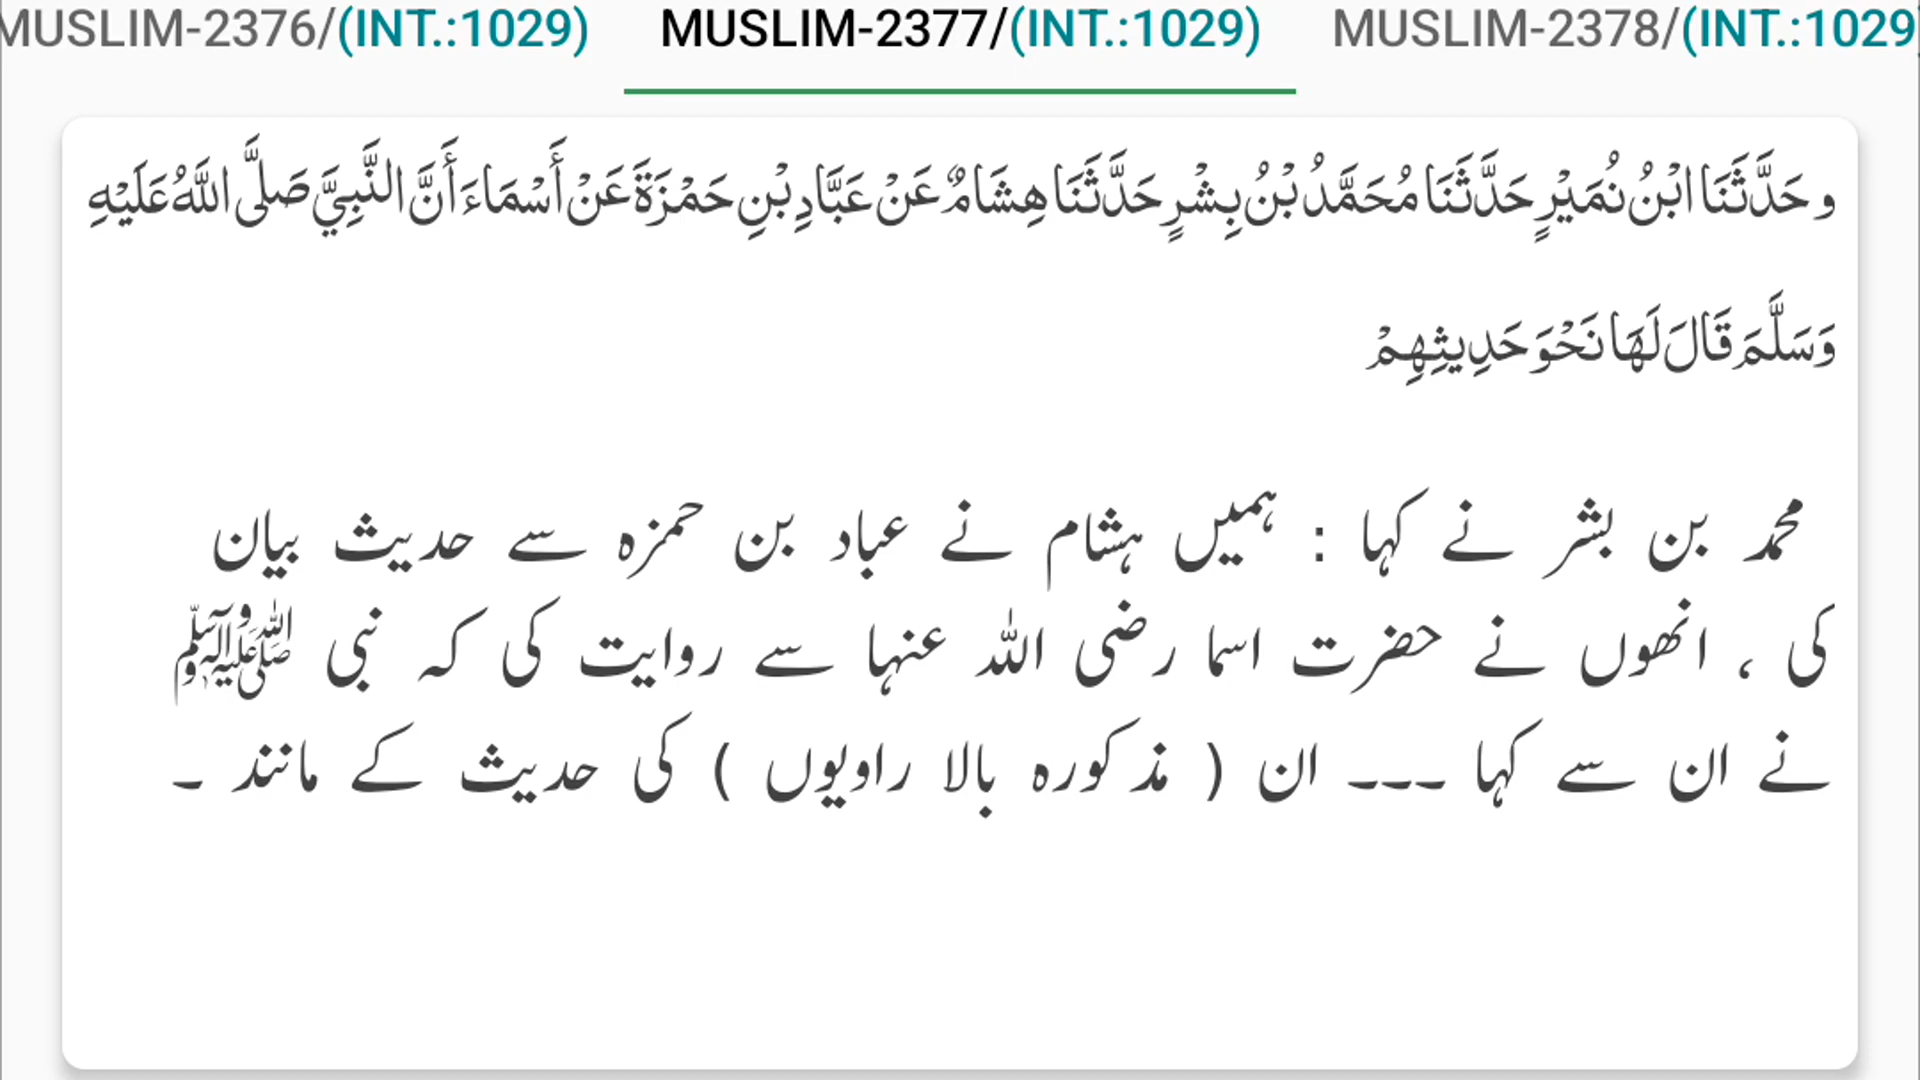 MUSLIM-2376/(INT.:1029) MUSLIM-2377/(INT.:1029) MUSLIM-2378/(INT.:1029
و حَدَّثَنَا ابْنُ نُمَيْرٍ حَدَّثَنَا مُحَمَّدُ بْنُ بِشْرٍ حَدَّثَنَا هِشَامٌ عَنْ عَبَّادِ بْنِ حَمْزَةَ عَنْ أَسْمَاءَ أَنَّ النَّبِيَّ صَلَّى اللَّهُ عَلَيْهِ
وَسَلَّمَ قَالَ لَهَا نَحْوَ حَدِيثِهِمْ
محمد بن بشر نے کہا : ہمیں ہشام نے عباد بن حمزہ سے حدیث بیان
کی ، انھوں نے حضرت اسما رضی اللہ عنہا سے روایت کی کہ نبی ﷺ
نے ان سے کہا ۔۔۔ ان ( مذکورہ بالا راویوں ) کی حدیث کے مانند ۔